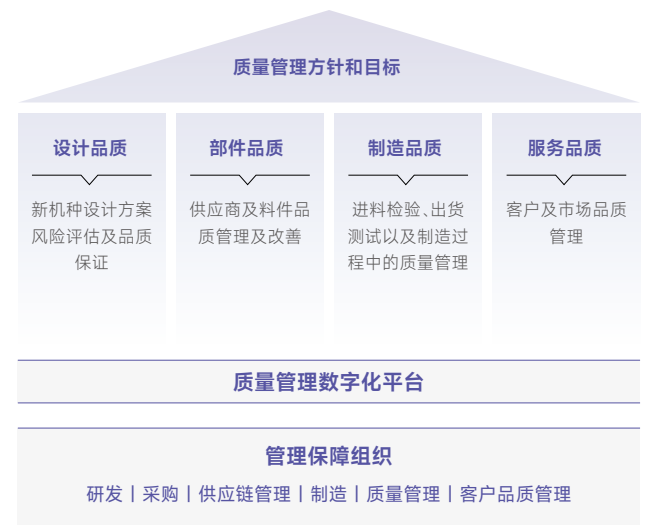 质量管理方针和目标
设计品质
新机种设计方案
风险评估及品质
保证
部件品质
供应商及料件品
质管理及改善
制造品质
进料检验、出货
测试以及制造过
程中的质量管理
服务品质
客户及市场品质
管理
质量管理数字化平台
管理保障组织
研发丨采购丨供应链管理丨制造丨质量管理丨客户品质管理